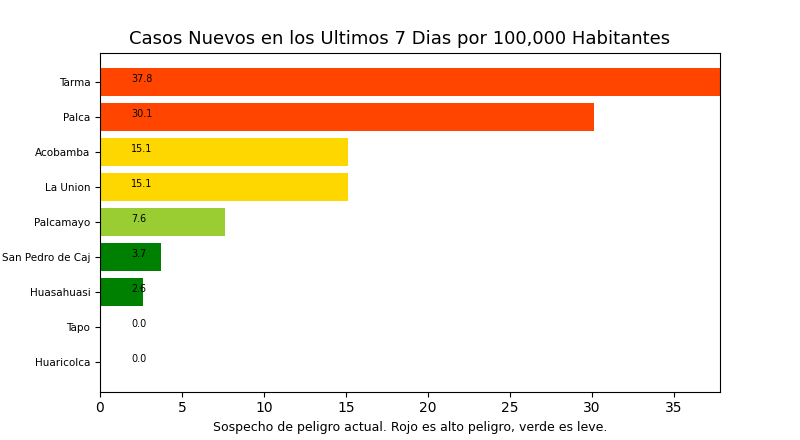 Casos Nuevos en los Ultimos 7 Dias por 100,000 Habitantes
Tarma 37.8
Palca 30.1
Acobamba 15.1
La Union 15.1
Palcamayo 7.6
San Pedro de Caj 3.7
Huasahuasi 2.6
Tapo 0.0
Huaricolca 0.0
0 5 10 15 20 25 30 35
Sospecho de peligro actual. Rojo es alto peligro, verde es leve.